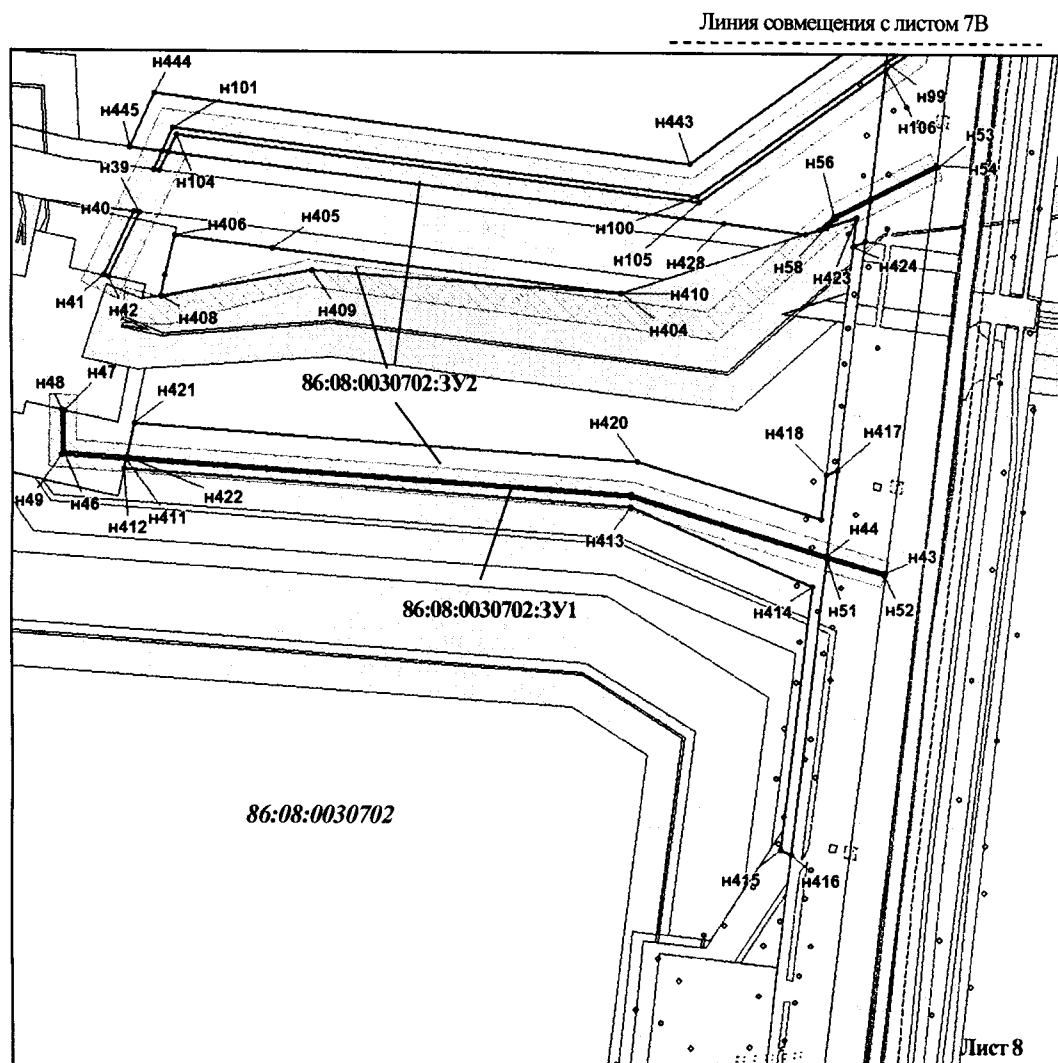 Линия совмещения с листом 7В
н444
н101
н445
н443
н99
н106
н53
н39
н56
н54
н104
н40
н406
н405
н100
н105
н428
н58
н423
н424
н41
н42
н408
н409
н410
н404
86:08:0030702:ЗУ2
н48
н47
н421
н420
н418
н417
н49
н46
н422
н412
н411
н413
н44
н43
н414
н51
н52
86:08:0030702:ЗУ1
86:08:0030702
н415
н416
Лист 8